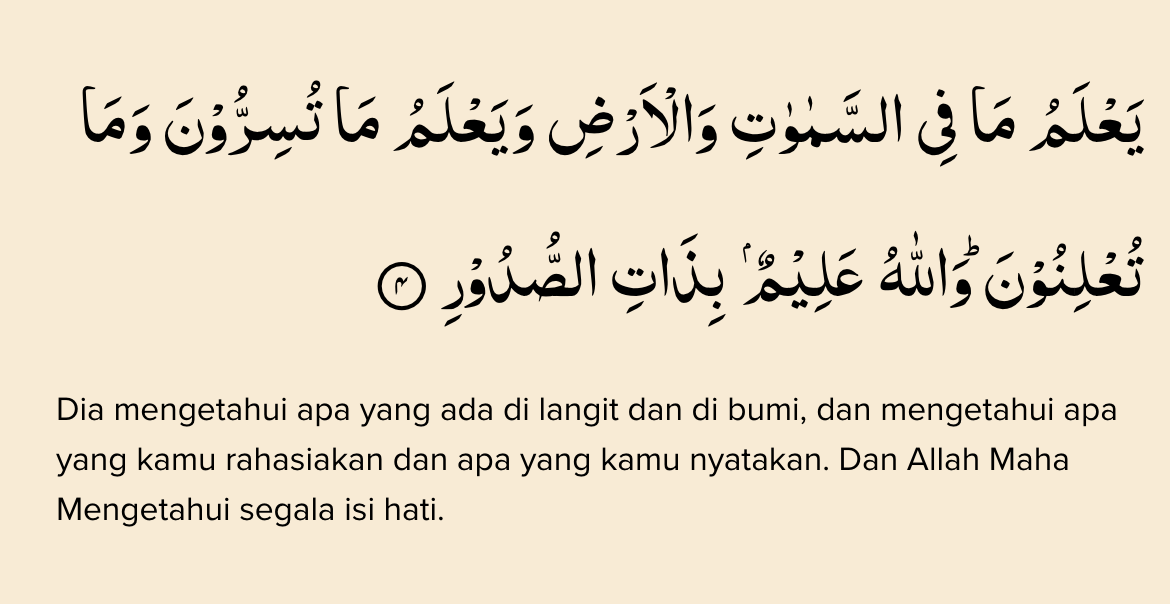 يَعْلَمُ مَا فِى السَّمٰوٰتِ وَالْاَرْضِ وَيَعْلَمُ مَا تُسِرُّوْنَ وَمَا
تُعْلِنُوْنَۗ وَاللّٰهُ عَلِيْمٌ ۢ بِذَاتِ الصُّدُوْرِ ۴
Dia mengetahui apa yang ada di langit dan di bumi, dan mengetahui apa
yang kamu rahasiakan dan apa yang kamu nyatakan. Dan Allah Maha
Mengetahui segala isi hati.